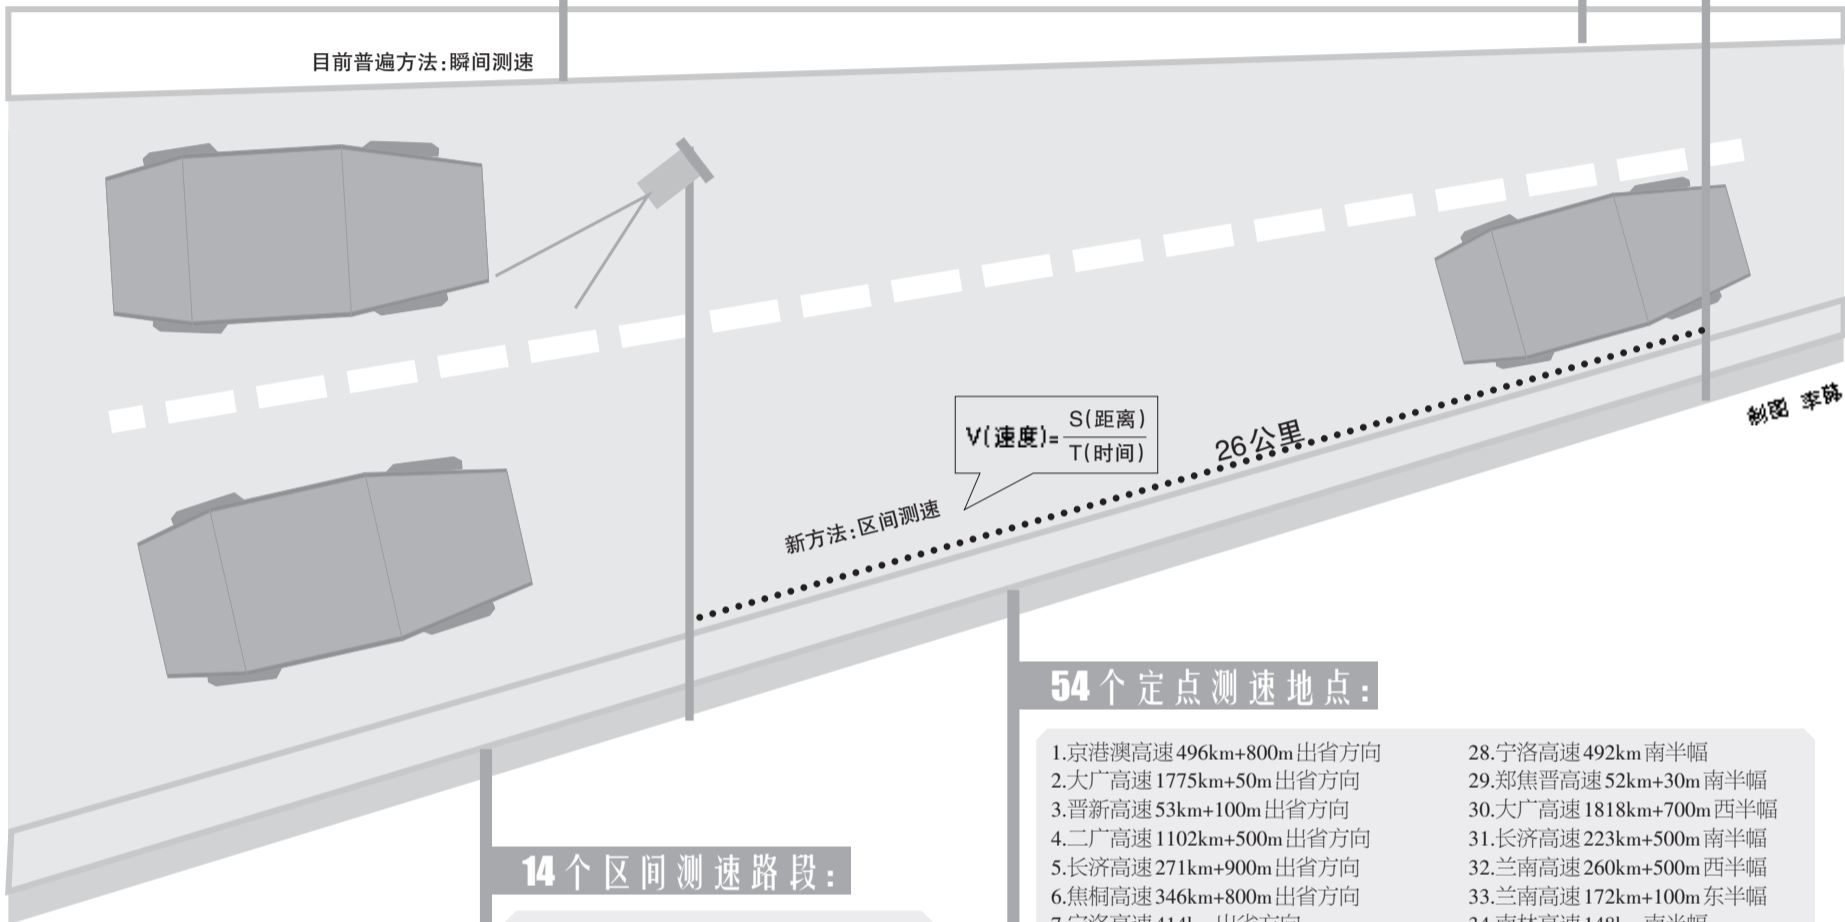 目前普遍方法:瞬间测速
V(速度)=S(距离)/T(时间)
26公里
新方法:区间测速
54个定点测速地点:
1.京港澳高速496km+800m出省方向
2.大广高速1775km+50m出省方向
3.晋新高速53km+100m出省方向
4.二广高速1102km+500m出省方向
5.长济高速271km+900m出省方向
6.焦桐高速346km+800m出省方向
28.宁洛高速492km南半幅
29.郑焦晋高速52km+30m南半幅
30.大广高速1818km+700m西半幅
31.长济高速223km+500m南半幅
32.兰南高速260km+500m西半幅
33.兰南高速172km+100m东半幅
14个区间测速路段: